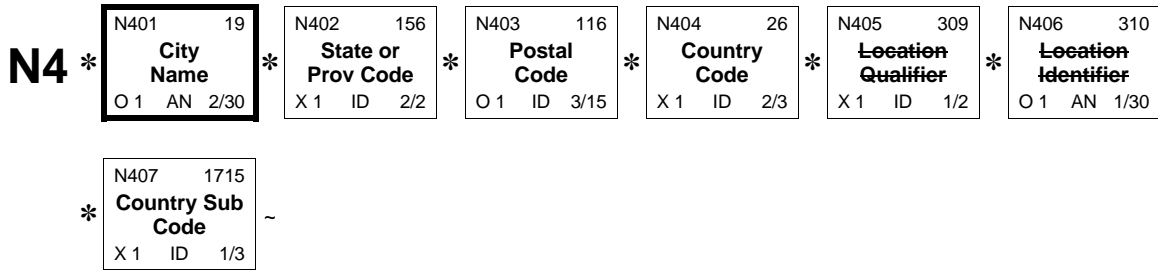 N401 19 N402 156 N403 116 N404 26 N405 309 N406 310
N4 * City Name * State or Prov Code * Postal Code * Country Code * Location Qualifier * Location Identifier
O 1 AN 2/30 X 1 ID 2/2 O 1 ID 3/15 X 1 ID 2/3 X 1 ID 1/2 O 1 AN 1/30
N407 1715
* Country Sub Code ~
X 1 ID 1/3